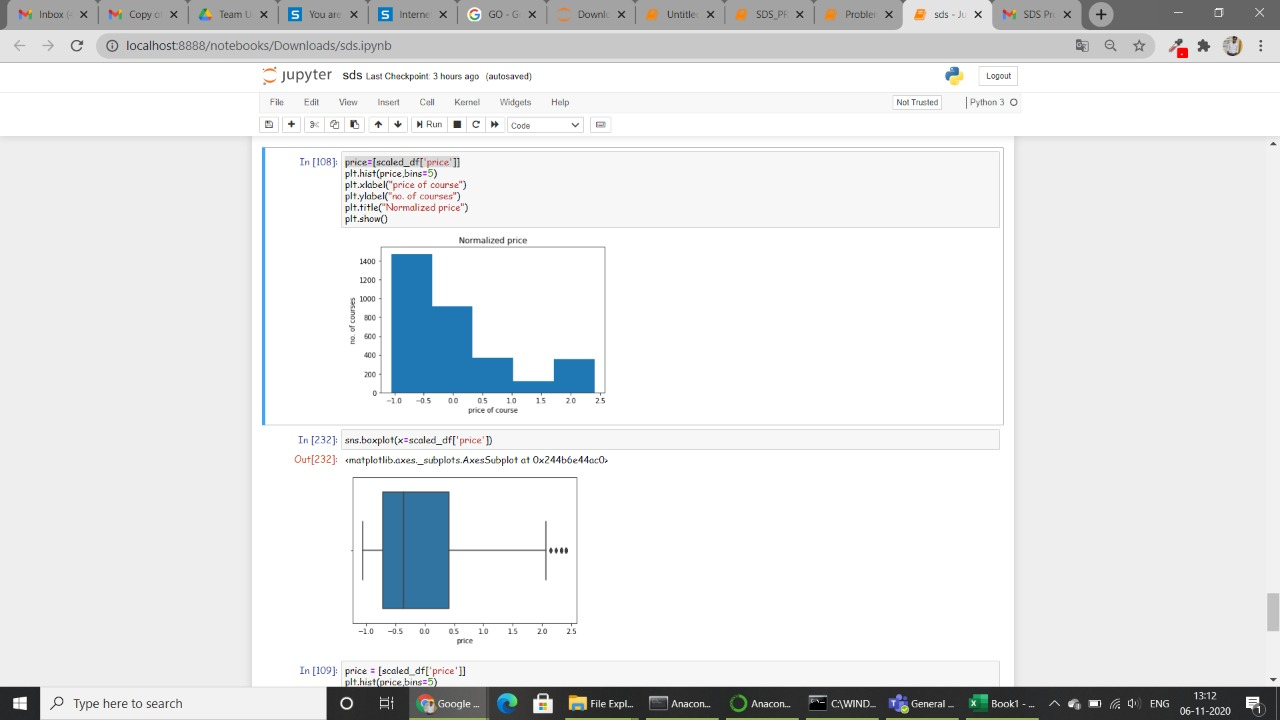 Inbox
Copy of
Team U
You are
Interne
GO - G
Downlo
Untitle
SDS_P
Problem
sds - Ju
SDS Pr
localhost:8888/notebooks/Downloads/sds.ipynb
jupyter sds Last Checkpoint: 3 hours ago (autosaved)
Logout
File Edit View Insert Cell Kernel Widgets Help
Not Trusted
Python 3
Run
Code
In [108]:
price=[scaled_df['price']]
plt.hist(price,bins=5)
plt.xlabel("price of course")
plt.ylabel("no. of courses")
plt.title("Normalized price")
plt.show()
Normalized price
1400
1200
1000
800
600
400
200
0
no. of courses
−1.0 −0.5 0.0 0.5 1.0 1.5 2.0 2.5
price of course
In [232]:
sns.boxplot(x=scaled_df['price'])
Out[232]:
<matplotlib.axes._subplots.AxesSubplot at 0x244b6e44ac0>
−1.0 −0.5 0.0 0.5 1.0 1.5 2.0 2.5
price
In [109]:
price = [scaled_df['price']]
plt.hist(price,bins=5)
Type here to search
Google ...
File Expl...
Anacon...
Anacon...
C:\WIND...
General ...
Book1 - ...
ENG
13:12
06-11-2020